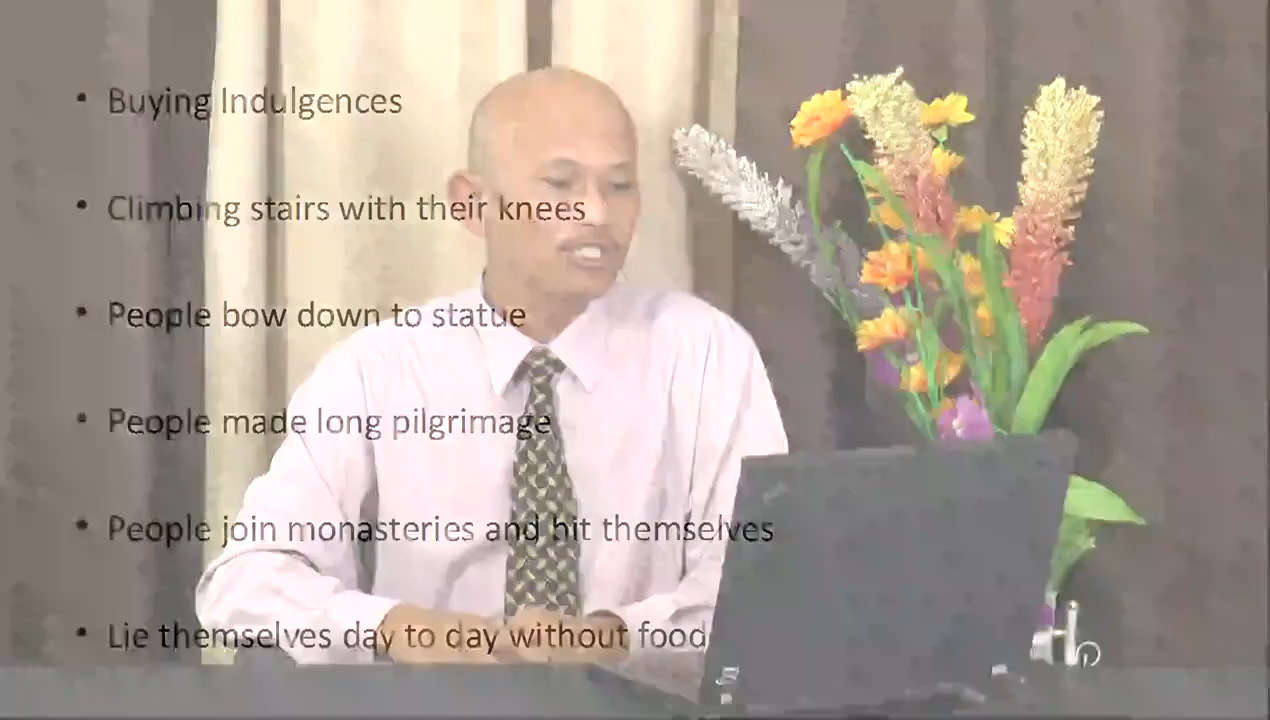 • Buying Indulgences
• Climbing stairs with their knees
• People bow down to statue
• People made long pilgrimage
• People join monasteries and hit themselves
• Lie themselves day to day without food